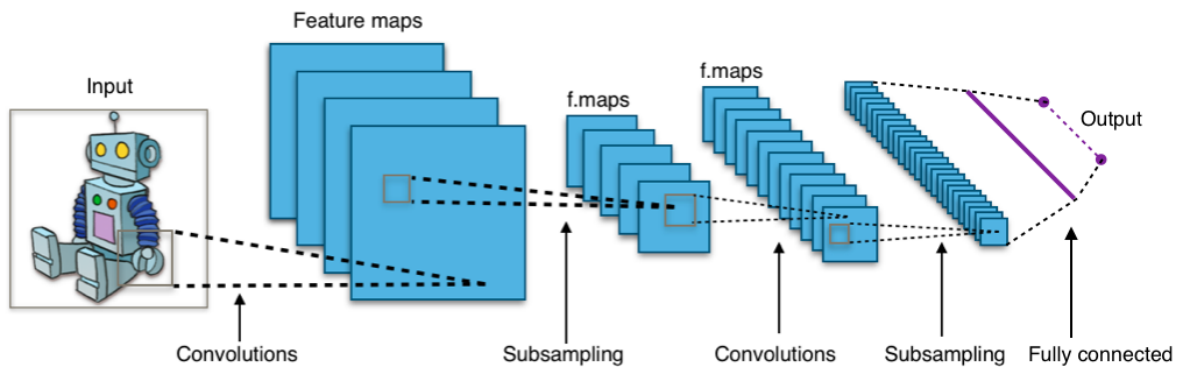 Feature maps
Input
f.maps
f.maps
Output
Convolutions
Subsampling
Convolutions
Subsampling
Fully connected